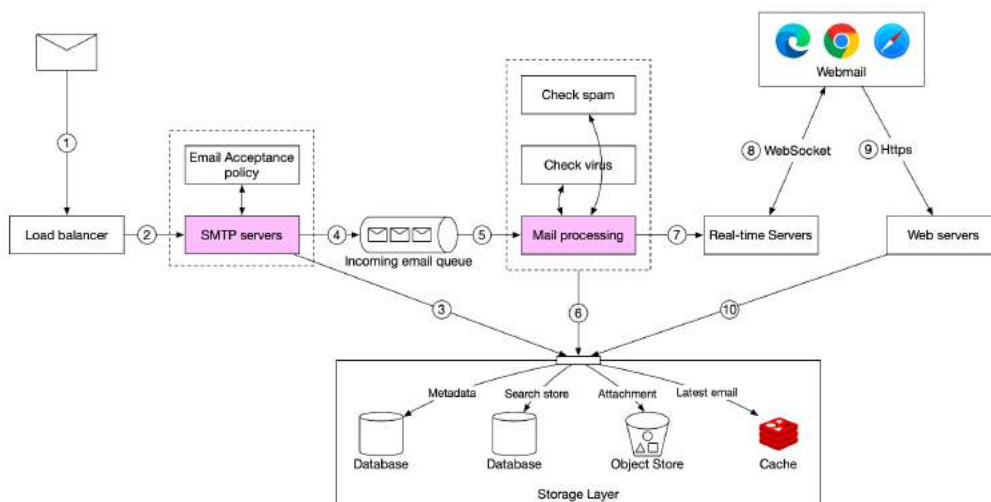 Webmail
Check spam
1
8 WebSocket
9 Https
Email Acceptance
policy
Check virus
Load balancer
2
SMTP servers
4
Incoming email queue
5
Mail processing
7
Real-time Servers
Web servers
3
6
10
Metadata
Search store
Attachment
Latest email
Database
Database
Object Store
Cache
Storage Layer